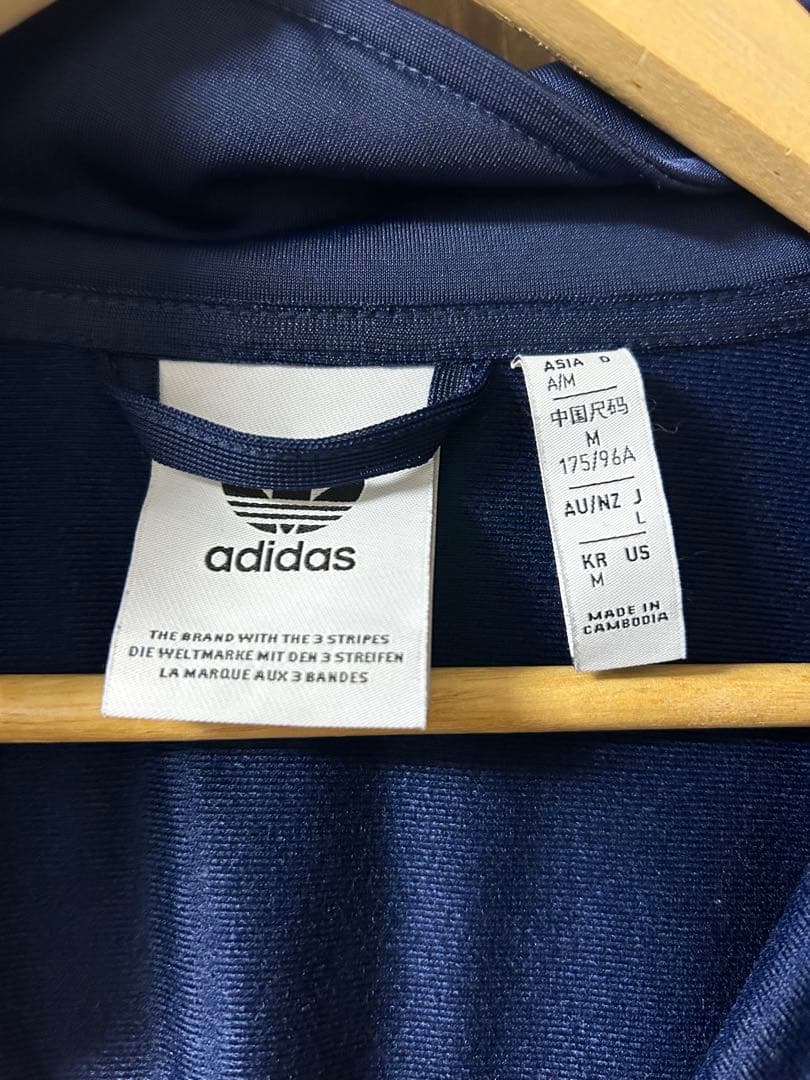 adidas
THE BRAND WITH THE 3 STRIPES
DIE WELTMARKE MIT DEN 3 STREIFEN
LA MARQUE AUX 3 BANDES
ASIA D
A/M
中国尺码
M
175/96A
AU/NZ J
L
KR US
M
MADE IN
CAMBODIA